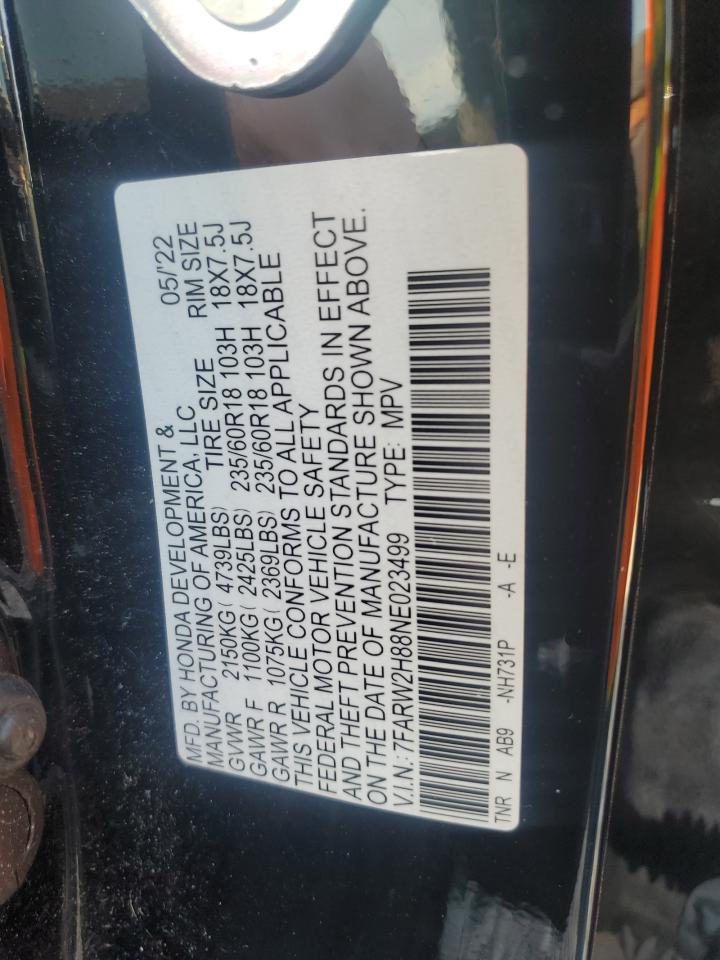 MFD. BY HONDA DEVELOPMENT & 05/'22
MANUFACTURING OF AMERICA, LLC
TIRE SIZE RIM SIZE
GVWR 2150KG( 4739LBS)
GAWR F 1100KG( 2425LBS) 235/60R18 103H 18X7.5J
GAWR R 1075KG( 2369LBS) 235/60R18 103H 18X7.5J
THIS VEHICLE CONFORMS TO ALL APPLICABLE
FEDERAL MOTOR VEHICLE SAFETY
AND THEFT PREVENTION STANDARDS IN EFFECT
ON THE DATE OF MANUFACTURE SHOWN ABOVE.
V.I.N.: 7FARW2H88NE023499 TYPE: MPV
TNR N AB9 -NH731P -A -E